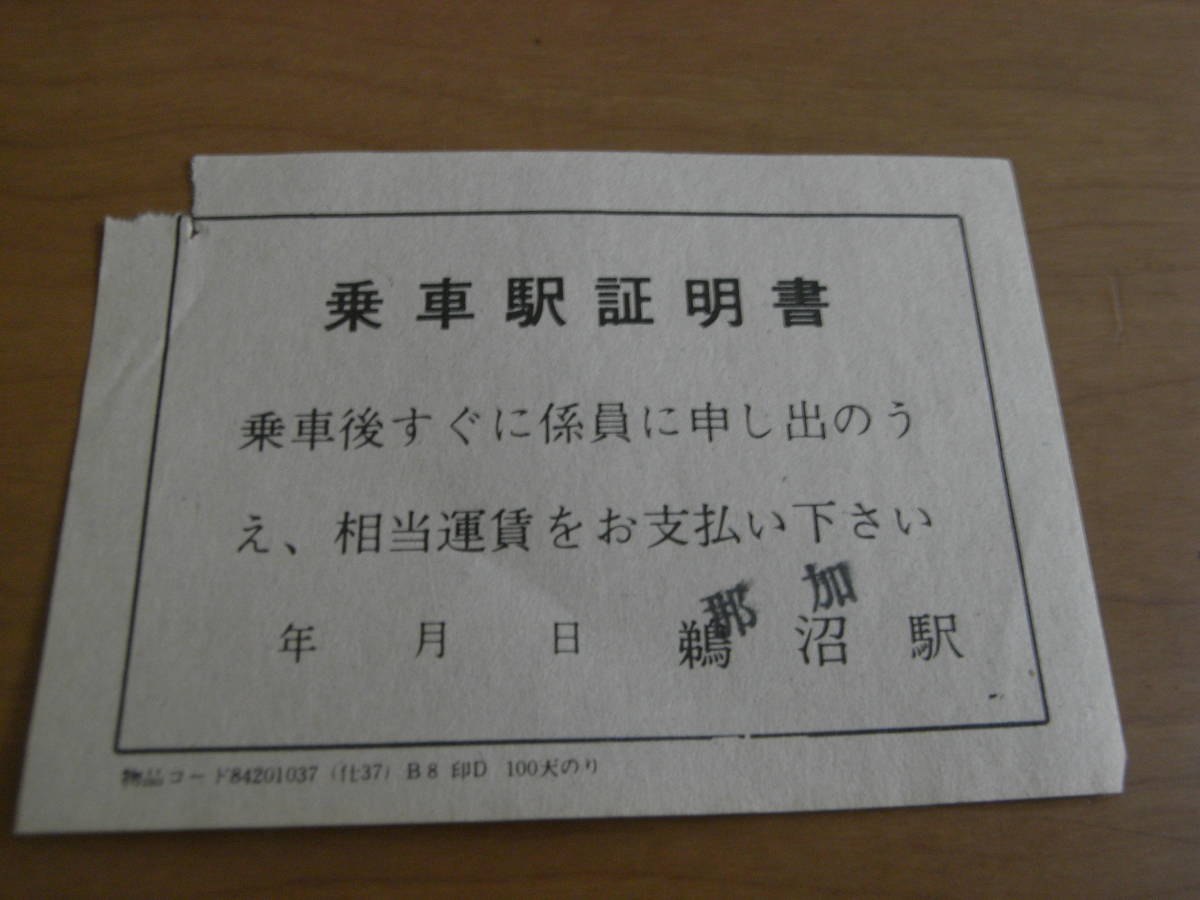 乗車駅証明書
乗車後すぐに係員に申し出のう
え、相当運賃をお支払い下さい
那加
年 月 日 鵜沼駅
物品コード84201037 (仕37) B8 印D 100天のり